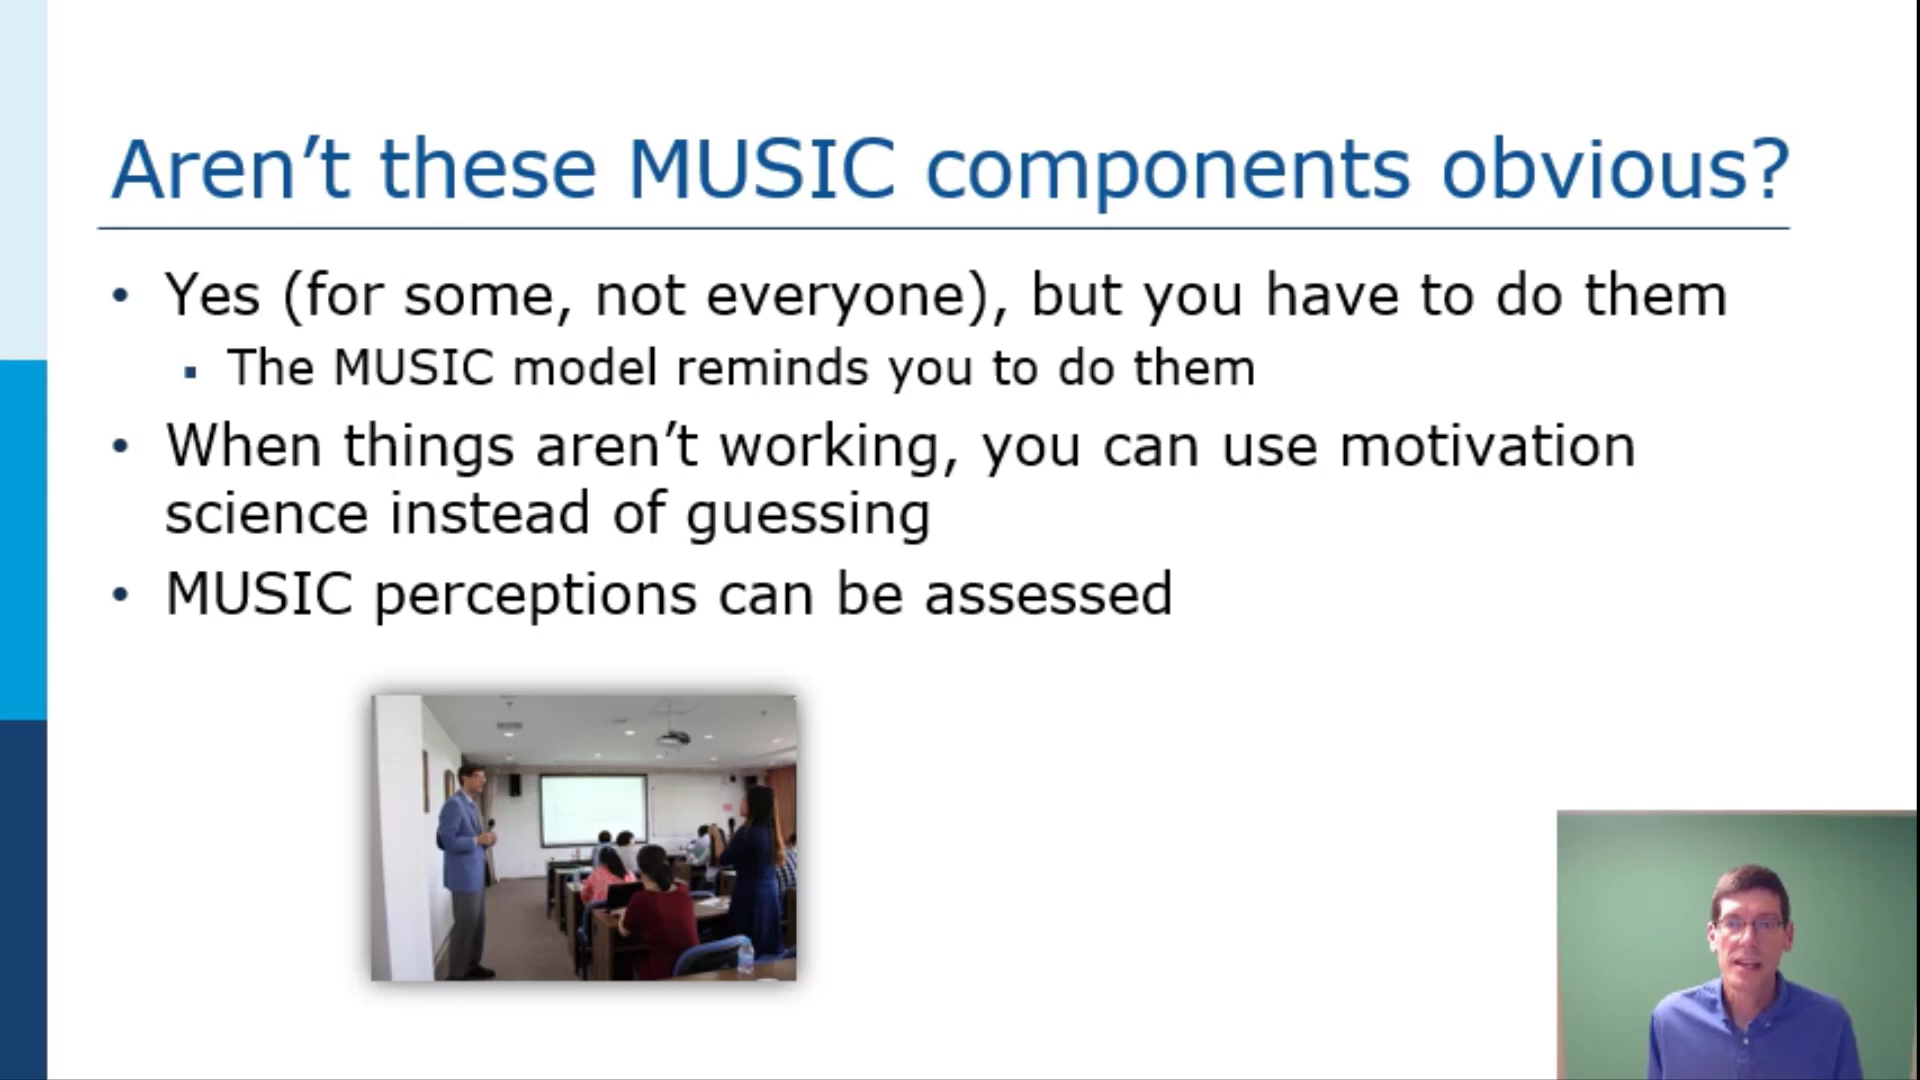 Aren’t these MUSIC components obvious?
• Yes (for some, not everyone), but you have to do them
▪ The MUSIC model reminds you to do them
• When things aren’t working, you can use motivation
science instead of guessing
• MUSIC perceptions can be assessed